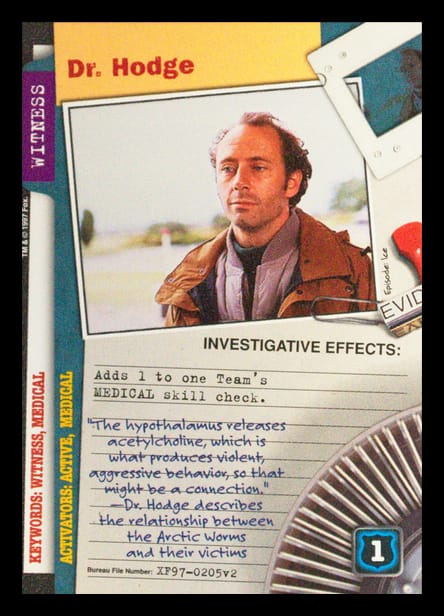 Dr. Hodge
WITNESS
TM & © 1997 Fox.
Episode: Ice
EVID
INVESTIGATIVE EFFECTS:
Adds 1 to one Team's
MEDICAL skill check.
"The hypothalamus releases
acetylcholine, which is
what produces violent,
aggressive behavior, so that
might be a connection."
—Dr. Hodge describes
the relationship between
the Arctic Worms
and their victims
Bureau File Number: XF97-0205v2
1
KEYWORDS: WITNESS, MEDICAL
ACTIVATORS: ACTIVE, MEDICAL